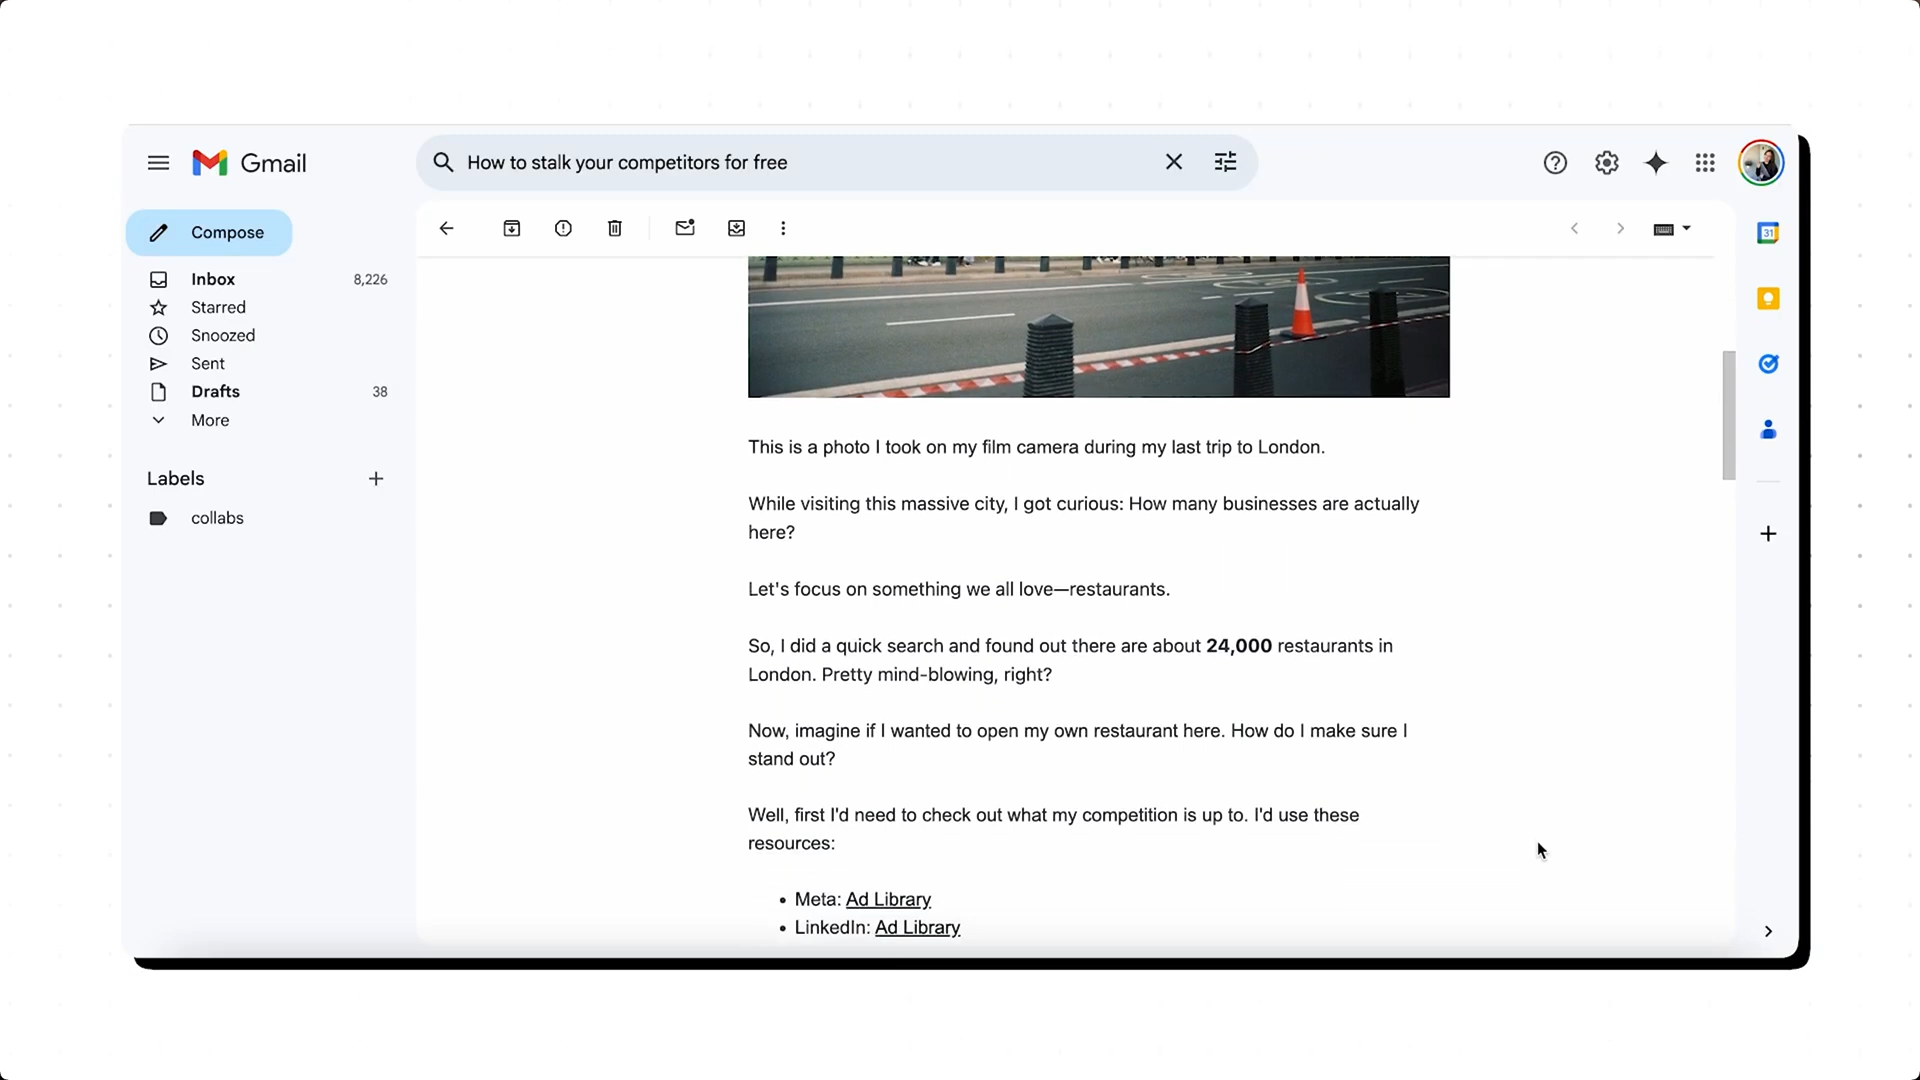 Gmail
How to stalk your competitors for free
Compose
Inbox 8,226
Starred
Snoozed
Sent
Drafts 38
More
Labels
collabs
31
This is a photo I took on my film camera during my last trip to London.
While visiting this massive city, I got curious: How many businesses are actually
here?
Let's focus on something we all love—restaurants.
So, I did a quick search and found out there are about 24,000 restaurants in
London. Pretty mind-blowing, right?
Now, imagine if I wanted to open my own restaurant here. How do I make sure I
stand out?
Well, first I'd need to check out what my competition is up to. I'd use these
resources:
• Meta: Ad Library
• LinkedIn: Ad Library